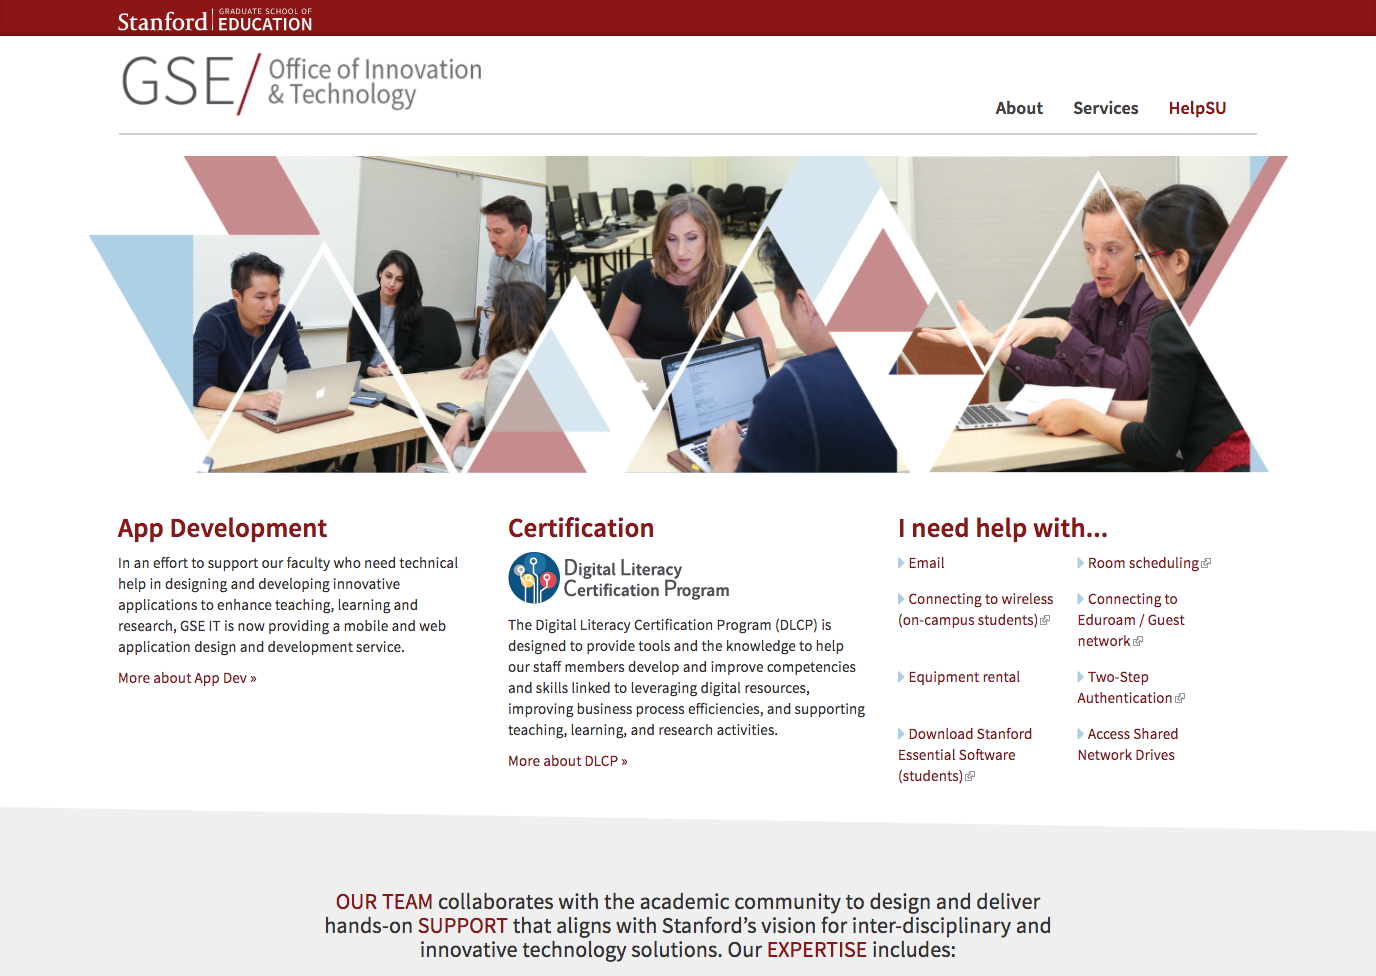 Stanford
GRADUATE SCHOOL OF
EDUCATION
GSE/
Office of Innovation
& Technology
About Services HelpSU
App Development
In an effort to support our faculty who need technical
help in designing and developing innovative
applications to enhance teaching, learning and
research, GSE IT is now providing a mobile and web
application design and development service.
More about App Dev »
Certification
Digital Literacy
Certification Program
The Digital Literacy Certification Program (DLCP) is
designed to provide tools and the knowledge to help
our staff members develop and improve competencies
and skills linked to leveraging digital resources,
improving business process efficiencies, and supporting
teaching, learning, and research activities.
More about DLCP »
I need help with...
Email
Room scheduling
Connecting to wireless
(on-campus students)
Connecting to
Eduroam / Guest
network
Equipment rental
Two-Step
Authentication
Download Stanford
Essential Software
(students)
Access Shared
Network Drives
OUR TEAM collaborates with the academic community to design and deliver
hands-on SUPPORT that aligns with Stanford’s vision for inter-disciplinary and
innovative technology solutions. Our EXPERTISE includes: